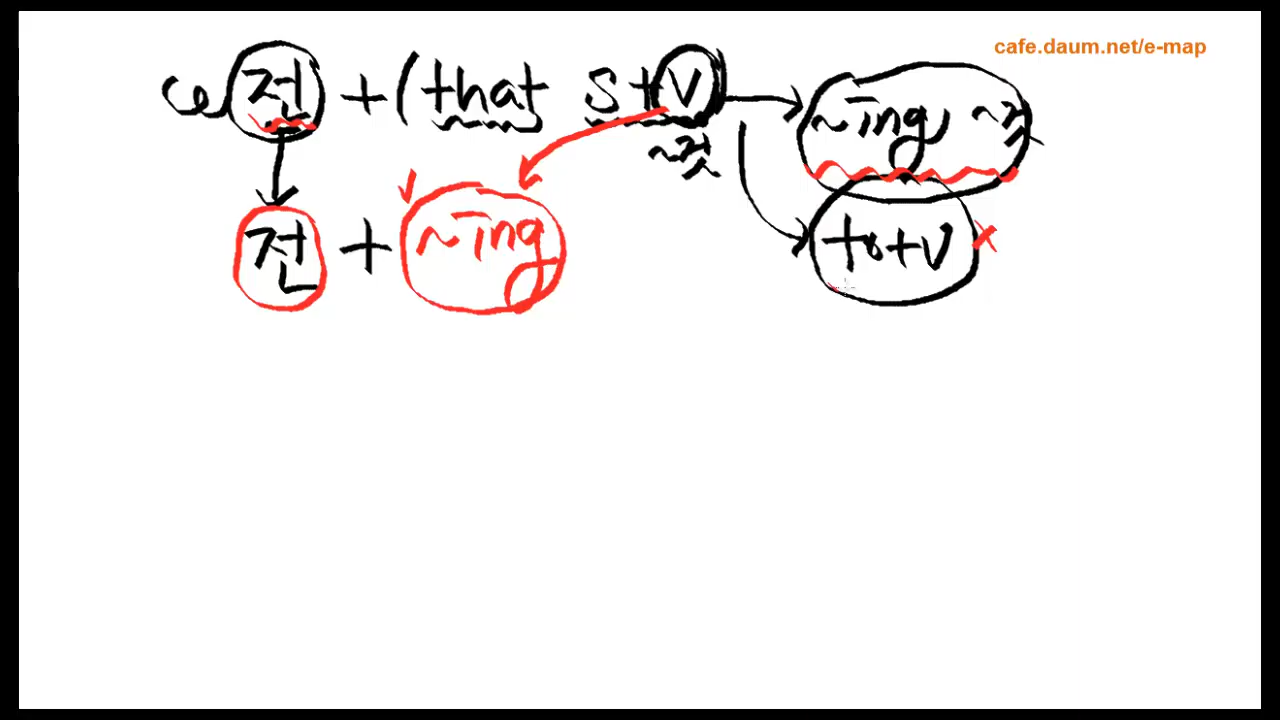 cafe.daum.net/e-map
전 + (that S+V ~ing, ~것
~것
전 + ~ing to+V x